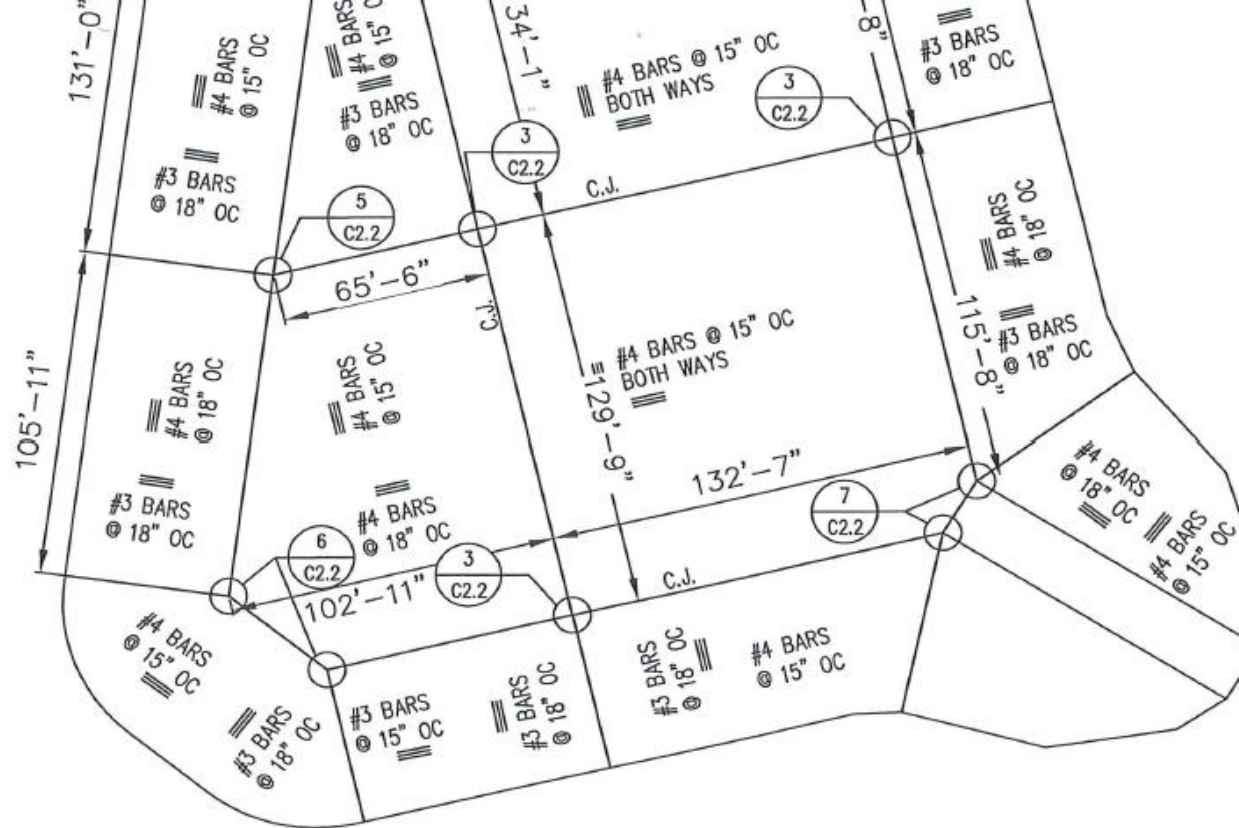 131'-0"
#4 BARS
@ 15" OC
#3 BARS
@ 18" OC
#4 BARS
@ 15" OC
#3 BARS
@ 18" OC
34'-1"
#4 BARS @ 15" OC
BOTH WAYS
3
C2.2
-8"
#3 BARS
@ 18" OC
3
C2.2
C.J.
5
C2.2
65'-6"
C.J.
#4 BARS
@ 18" OC
#3 BARS
@ 18" OC
115'-8"
105'-11"
#4 BARS
@ 18" OC
#3 BARS
@ 18" OC
#4 BARS
@ 15" OC
#4 BARS
@ 18" OC
#4 BARS @ 15" OC
BOTH WAYS
129'-9"
132'-7"
7
C2.2
#4 BARS
@ 18" OC
#4 BARS
@ 15" OC
6
C2.2
3
C2.2
102'-11"
C.J.
#4 BARS
@ 15" OC
#3 BARS
@ 18" OC
#3 BARS
@ 15" OC
#3 BARS
@ 18" OC
#3 BARS
@ 18" OC
#4 BARS
@ 15" OC